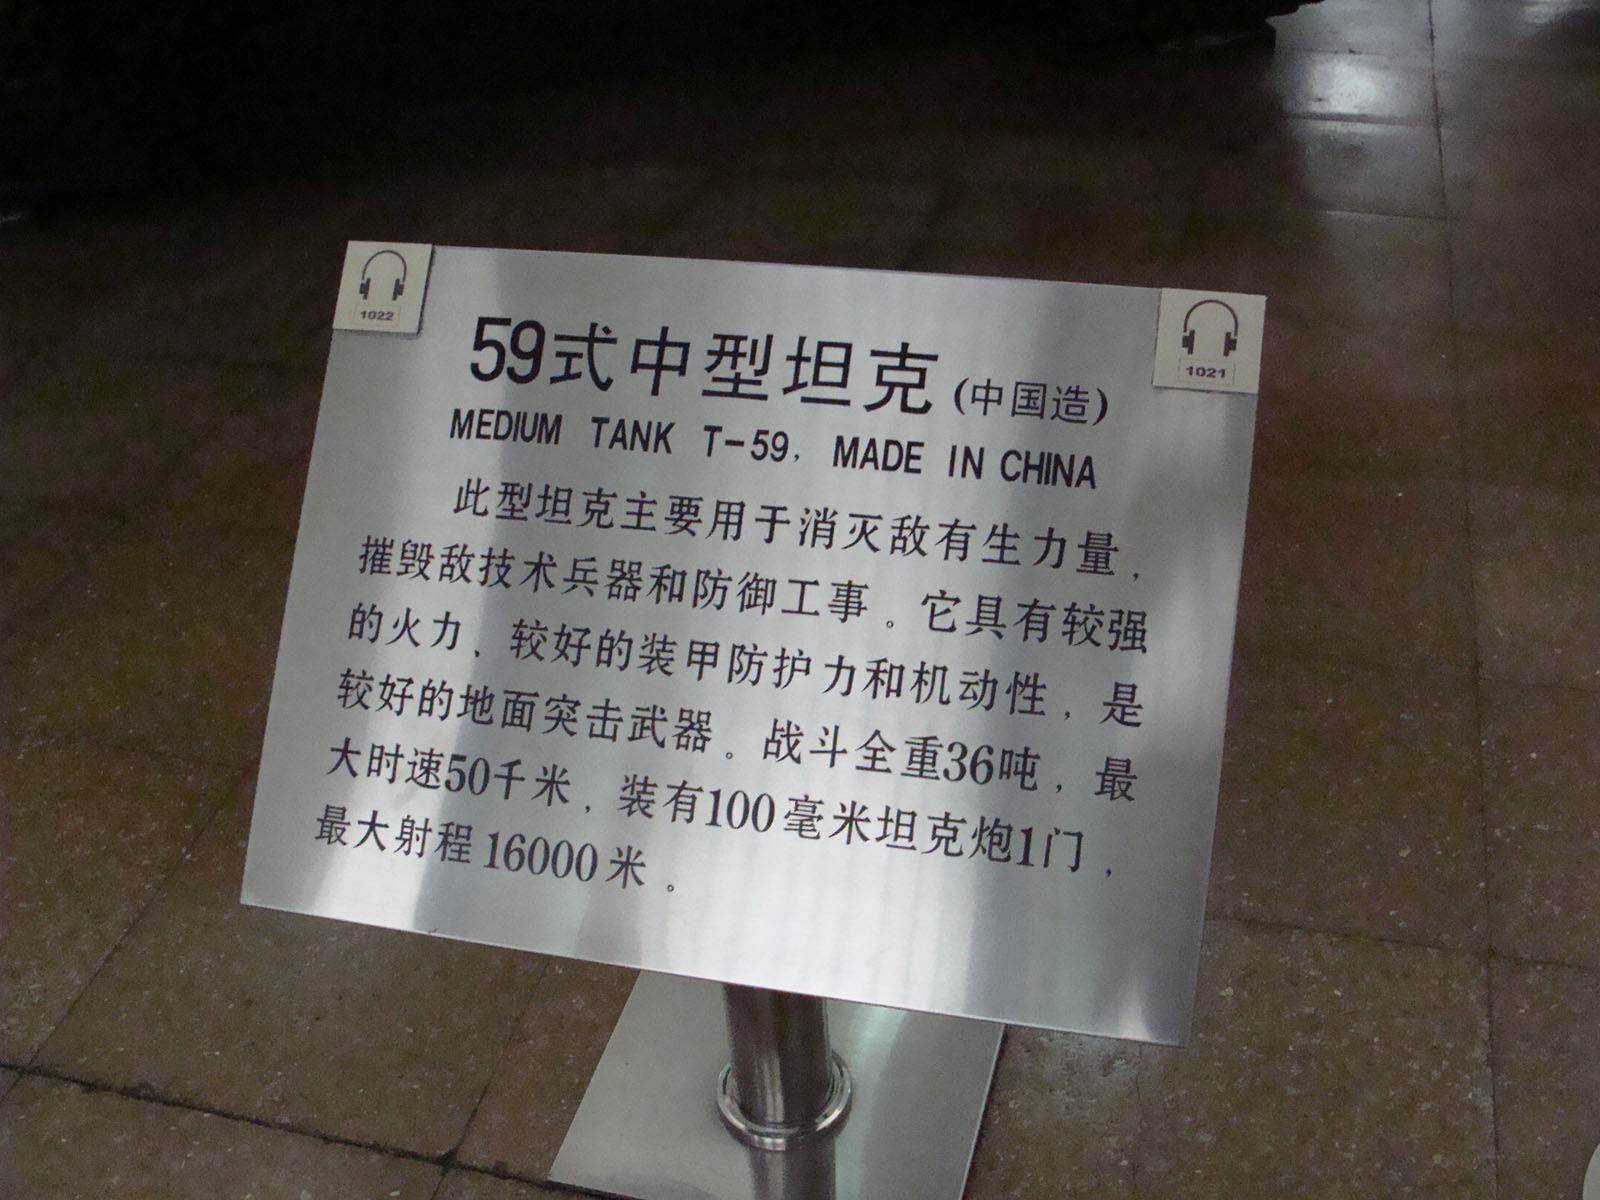 1022
1021
59式中型坦克(中国造)
MEDIUM TANK T-59, MADE IN CHINA
此型坦克主要用于消灭敌有生力量，
摧毁敌技术兵器和防御工事。它具有较强
的火力、较好的装甲防护力和机动性，是
较好的地面突击武器。战斗全重36吨，最
大时速50千米，装有100毫米坦克炮1门，
最大射程16000米。